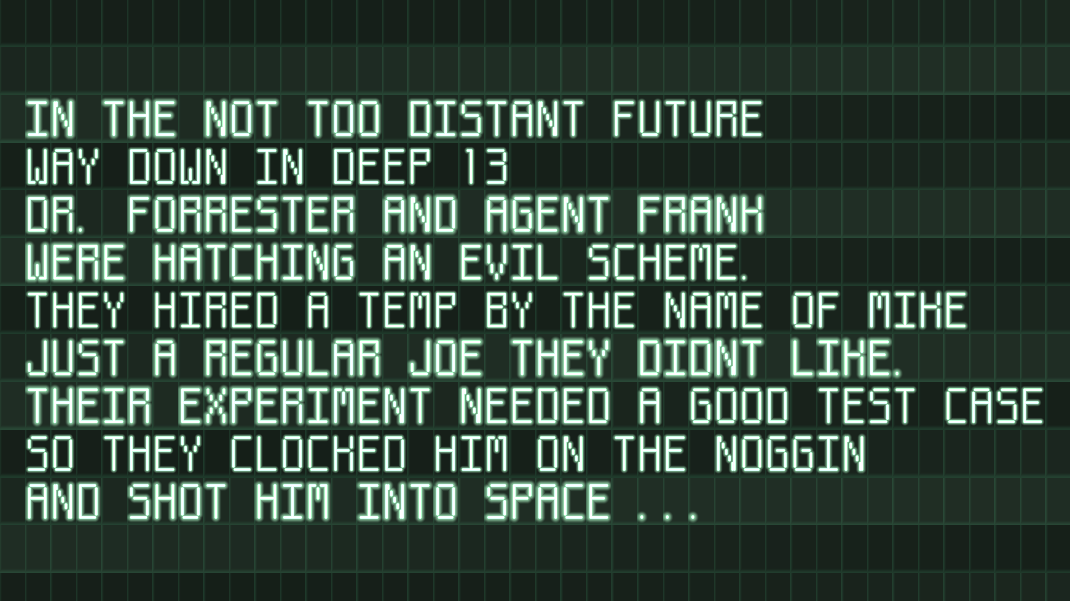 IN THE NOT TOO DISTANT FUTURE
WAY DOWN IN DEEP 13
DR. FORRESTER AND AGENT FRANK
WERE HATCHING AN EVIL SCHEME.
THEY HIRED A TEMP BY THE NAME OF MIKE
JUST A REGULAR JOE THEY DIDNT LIKE.
THEIR EXPERIMENT NEEDED A GOOD TEST CASE
SO THEY CLOCKED HIM ON THE NOGGIN
AND SHOT HIM INTO SPACE ...